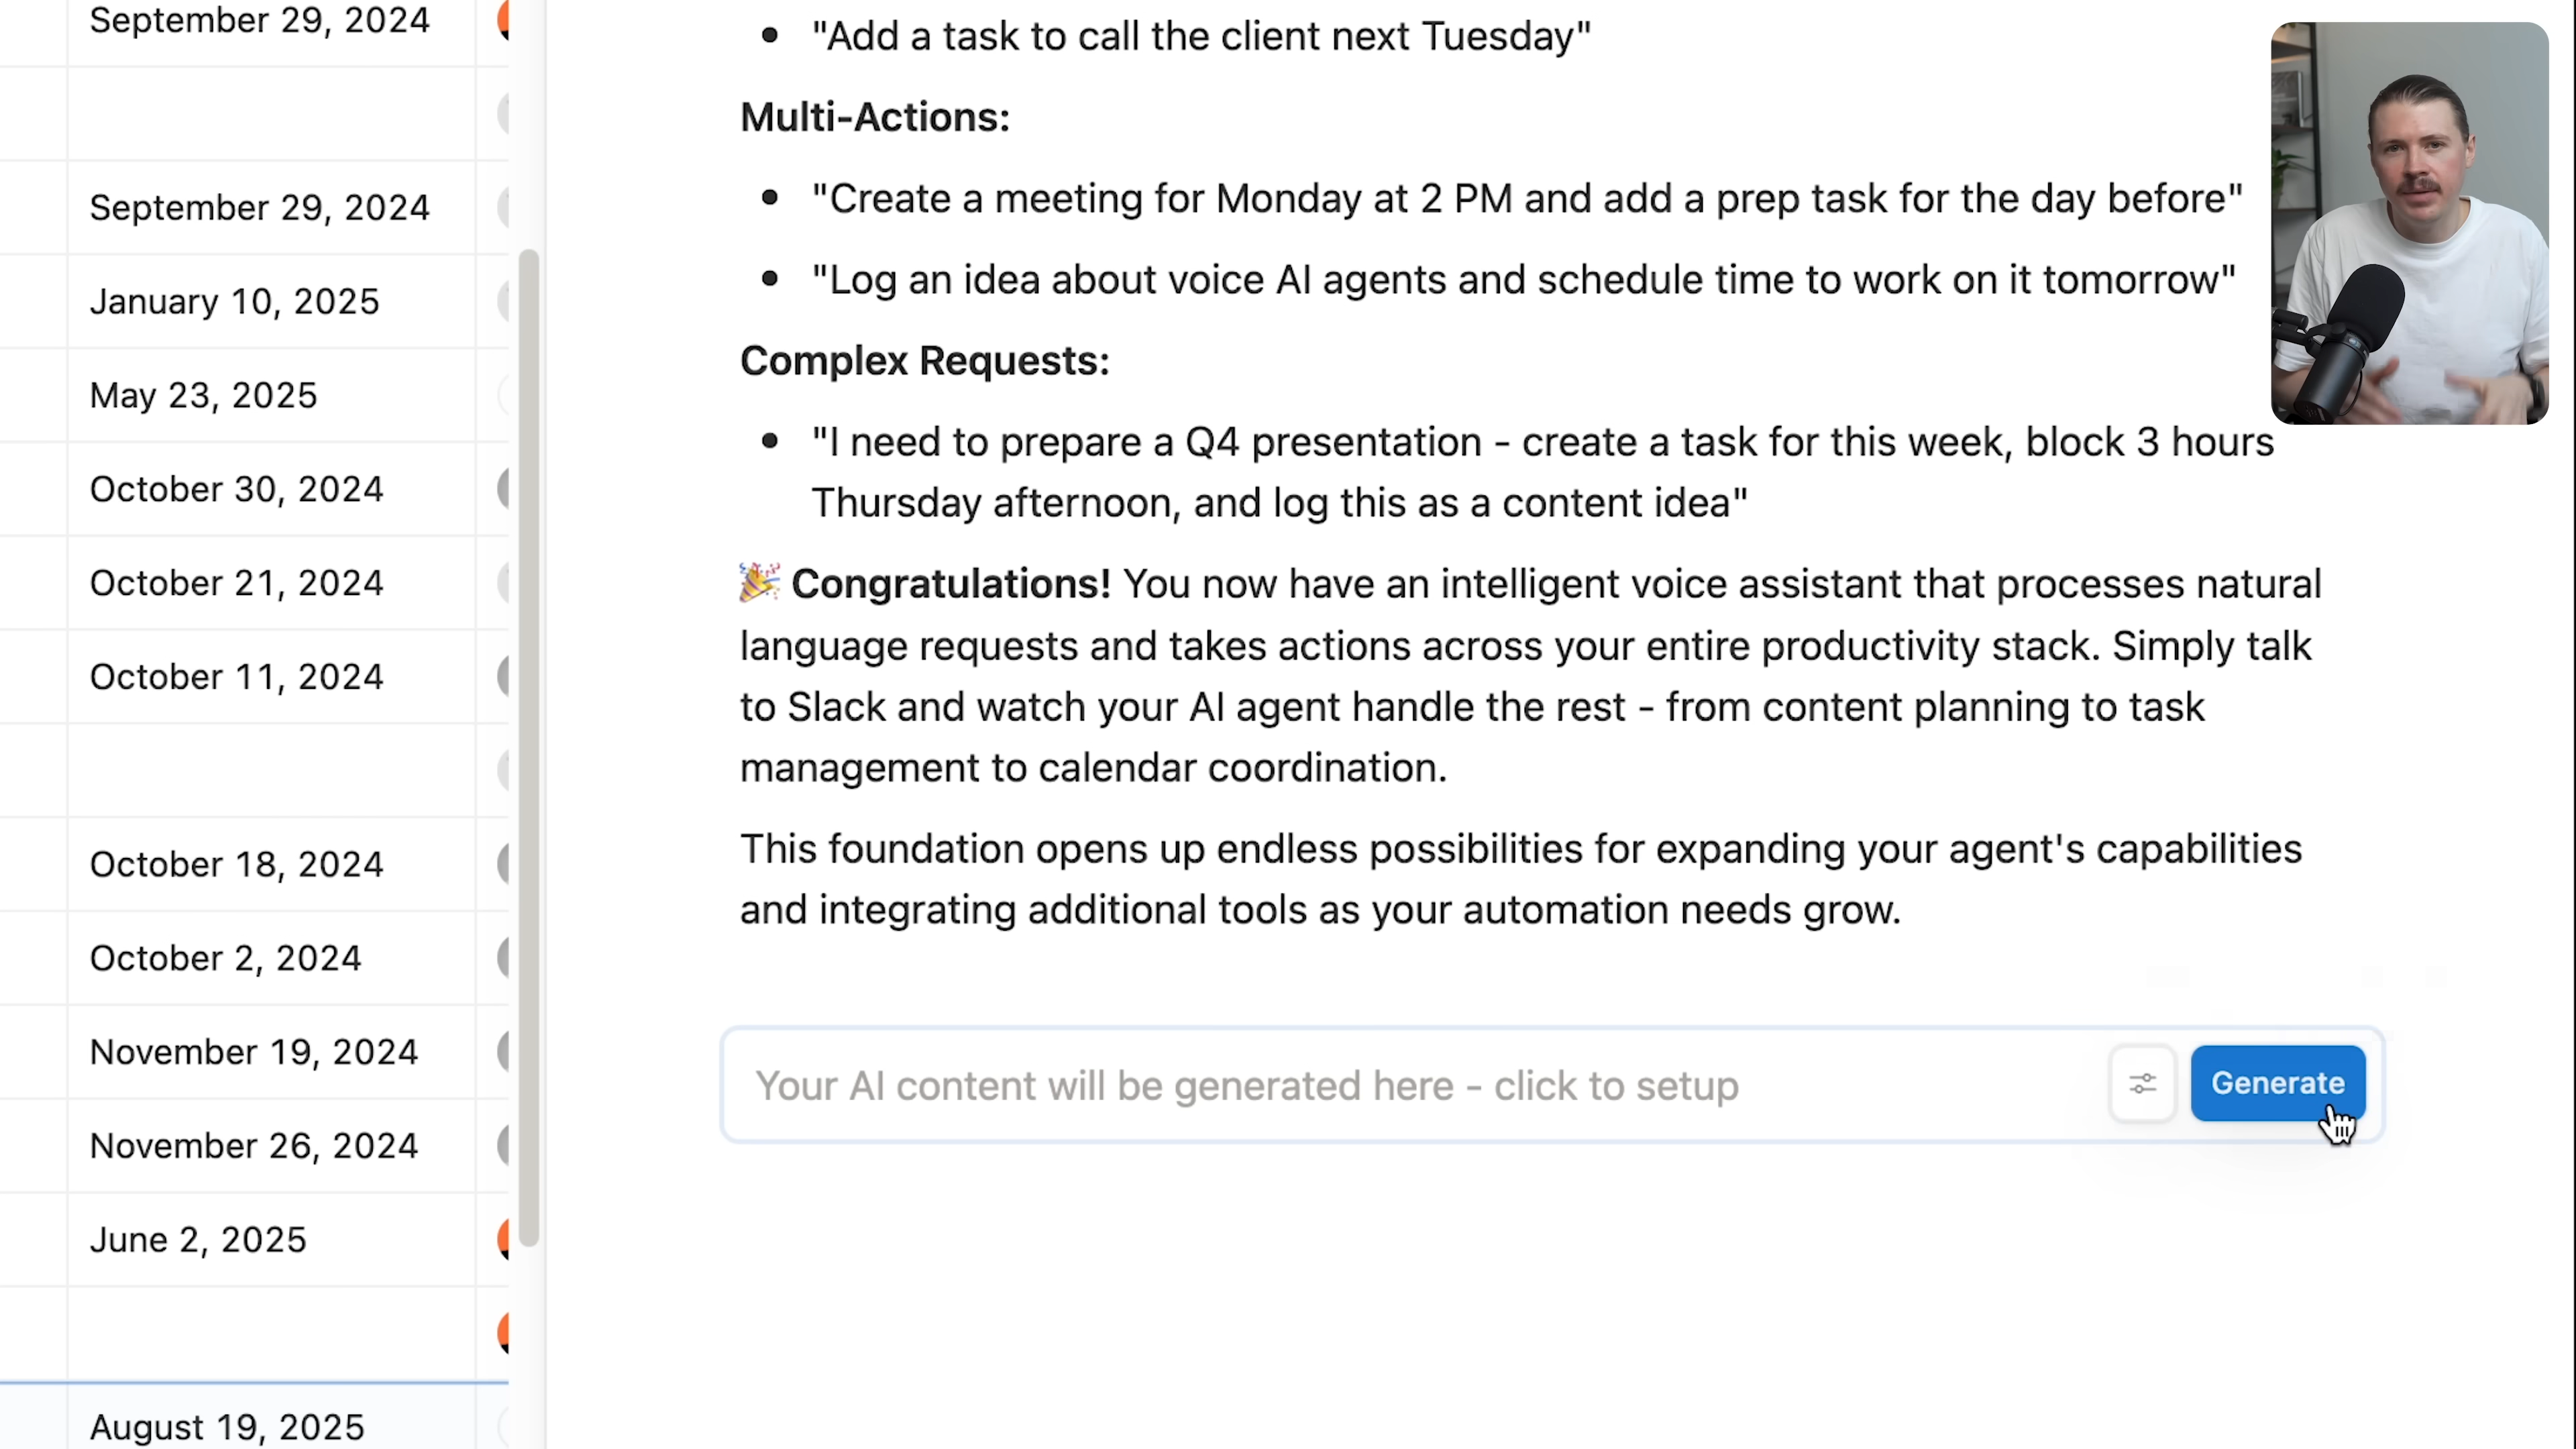 September 29, 2024
September 29, 2024
January 10, 2025
May 23, 2025
October 30, 2024
October 21, 2024
October 11, 2024
October 18, 2024
October 2, 2024
November 19, 2024
November 26, 2024
June 2, 2025
August 19, 2025
• "Add a task to call the client next Tuesday"
Multi-Actions:
• "Create a meeting for Monday at 2 PM and add a prep task for the day before"
• "Log an idea about voice AI agents and schedule time to work on it tomorrow"
Complex Requests:
• "I need to prepare a Q4 presentation - create a task for this week, block 3 hours
Thursday afternoon, and log this as a content idea"
🎉 Congratulations! You now have an intelligent voice assistant that processes natural
language requests and takes actions across your entire productivity stack. Simply talk
to Slack and watch your AI agent handle the rest - from content planning to task
management to calendar coordination.
This foundation opens up endless possibilities for expanding your agent's capabilities
and integrating additional tools as your automation needs grow.
Your AI content will be generated here - click to setup
Generate